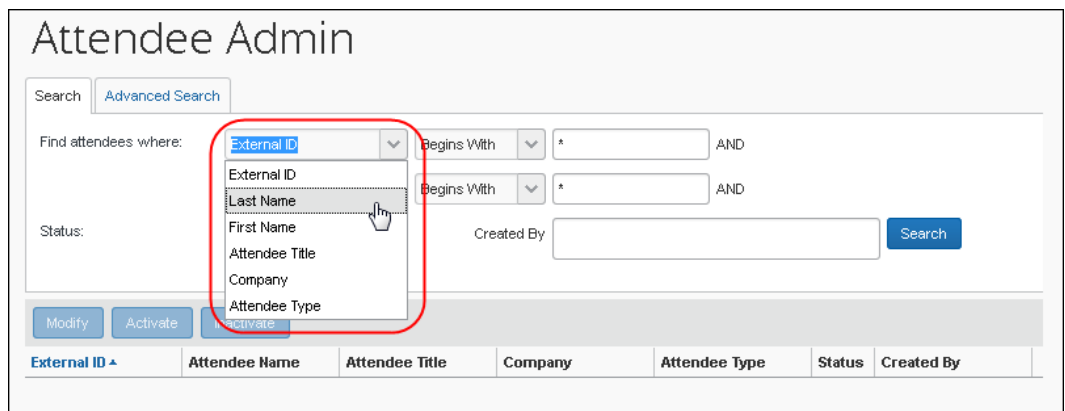 Attendee Admin
Search Advanced Search
Find attendees where: External ID Begins With * AND
External ID
Last Name Begins With * AND
First Name
Status: Created By Search
Attendee Title
Company
Attendee Type
Modify Activate Inactivate
External ID Attendee Name Attendee Title Company Attendee Type Status Created By